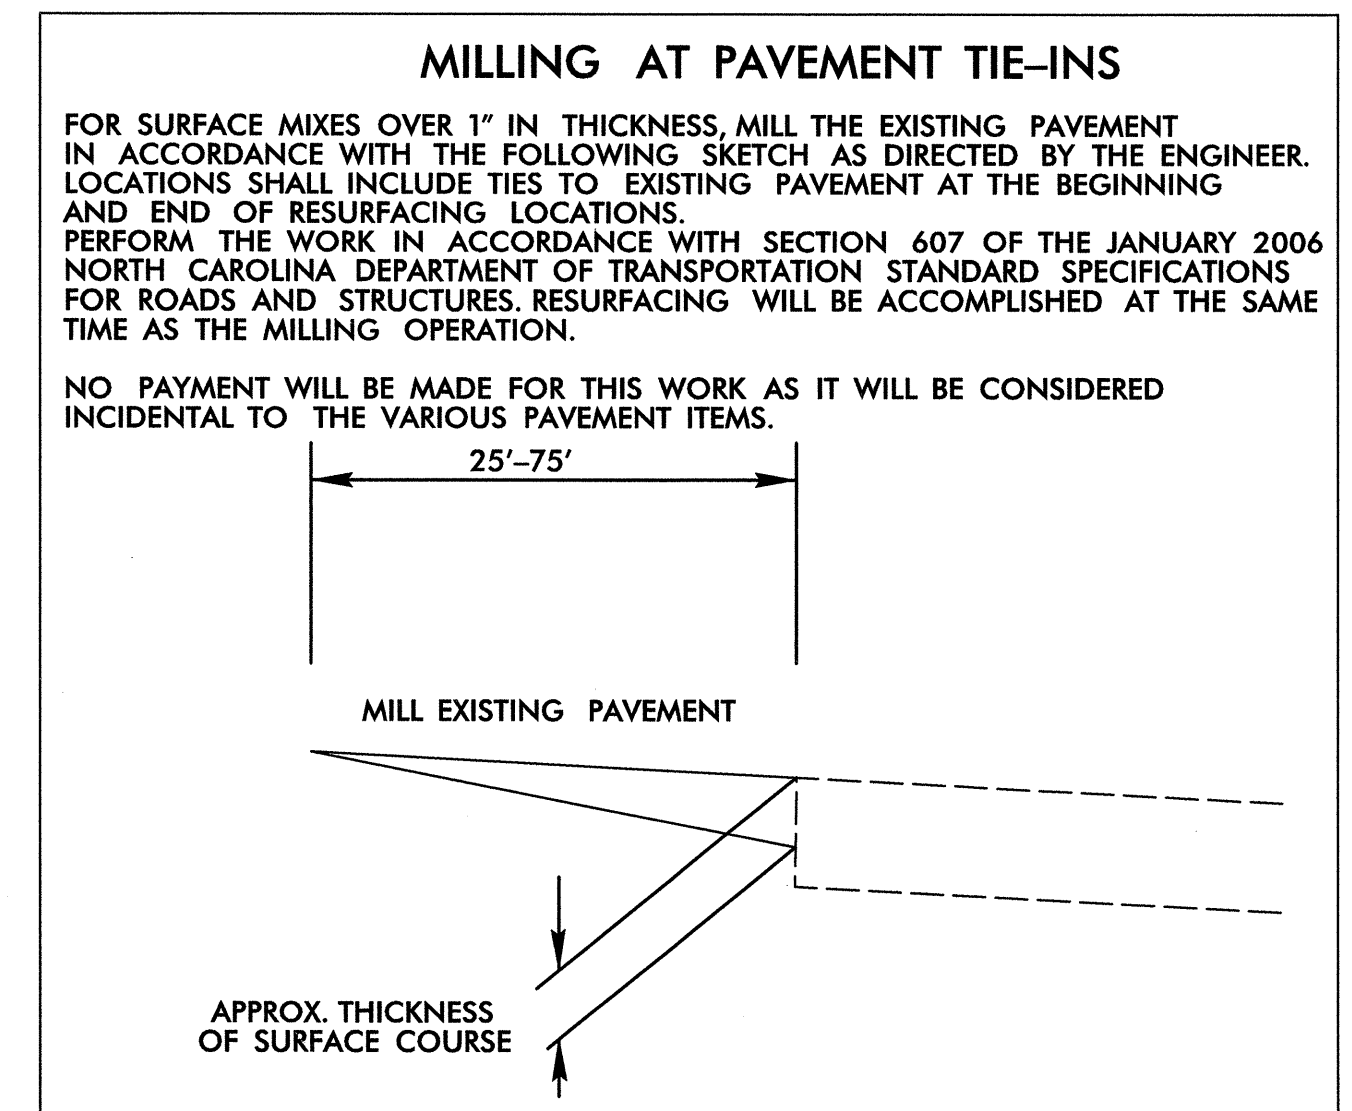 MILLING AT PAVEMENT TIE–INS
FOR SURFACE MIXES OVER 1" IN THICKNESS, MILL THE EXISTING PAVEMENT
IN ACCORDANCE WITH THE FOLLOWING SKETCH AS DIRECTED BY THE ENGINEER.
LOCATIONS SHALL INCLUDE TIES TO EXISTING PAVEMENT AT THE BEGINNING
AND END OF RESURFACING LOCATIONS.
PERFORM THE WORK IN ACCORDANCE WITH SECTION 607 OF THE JANUARY 2006
NORTH CAROLINA DEPARTMENT OF TRANSPORTATION STANDARD SPECIFICATIONS
FOR ROADS AND STRUCTURES. RESURFACING WILL BE ACCOMPLISHED AT THE SAME
TIME AS THE MILLING OPERATION.
NO PAYMENT WILL BE MADE FOR THIS WORK AS IT WILL BE CONSIDERED
INCIDENTAL TO THE VARIOUS PAVEMENT ITEMS.
25'–75'
MILL EXISTING PAVEMENT
APPROX. THICKNESS
OF SURFACE COURSE